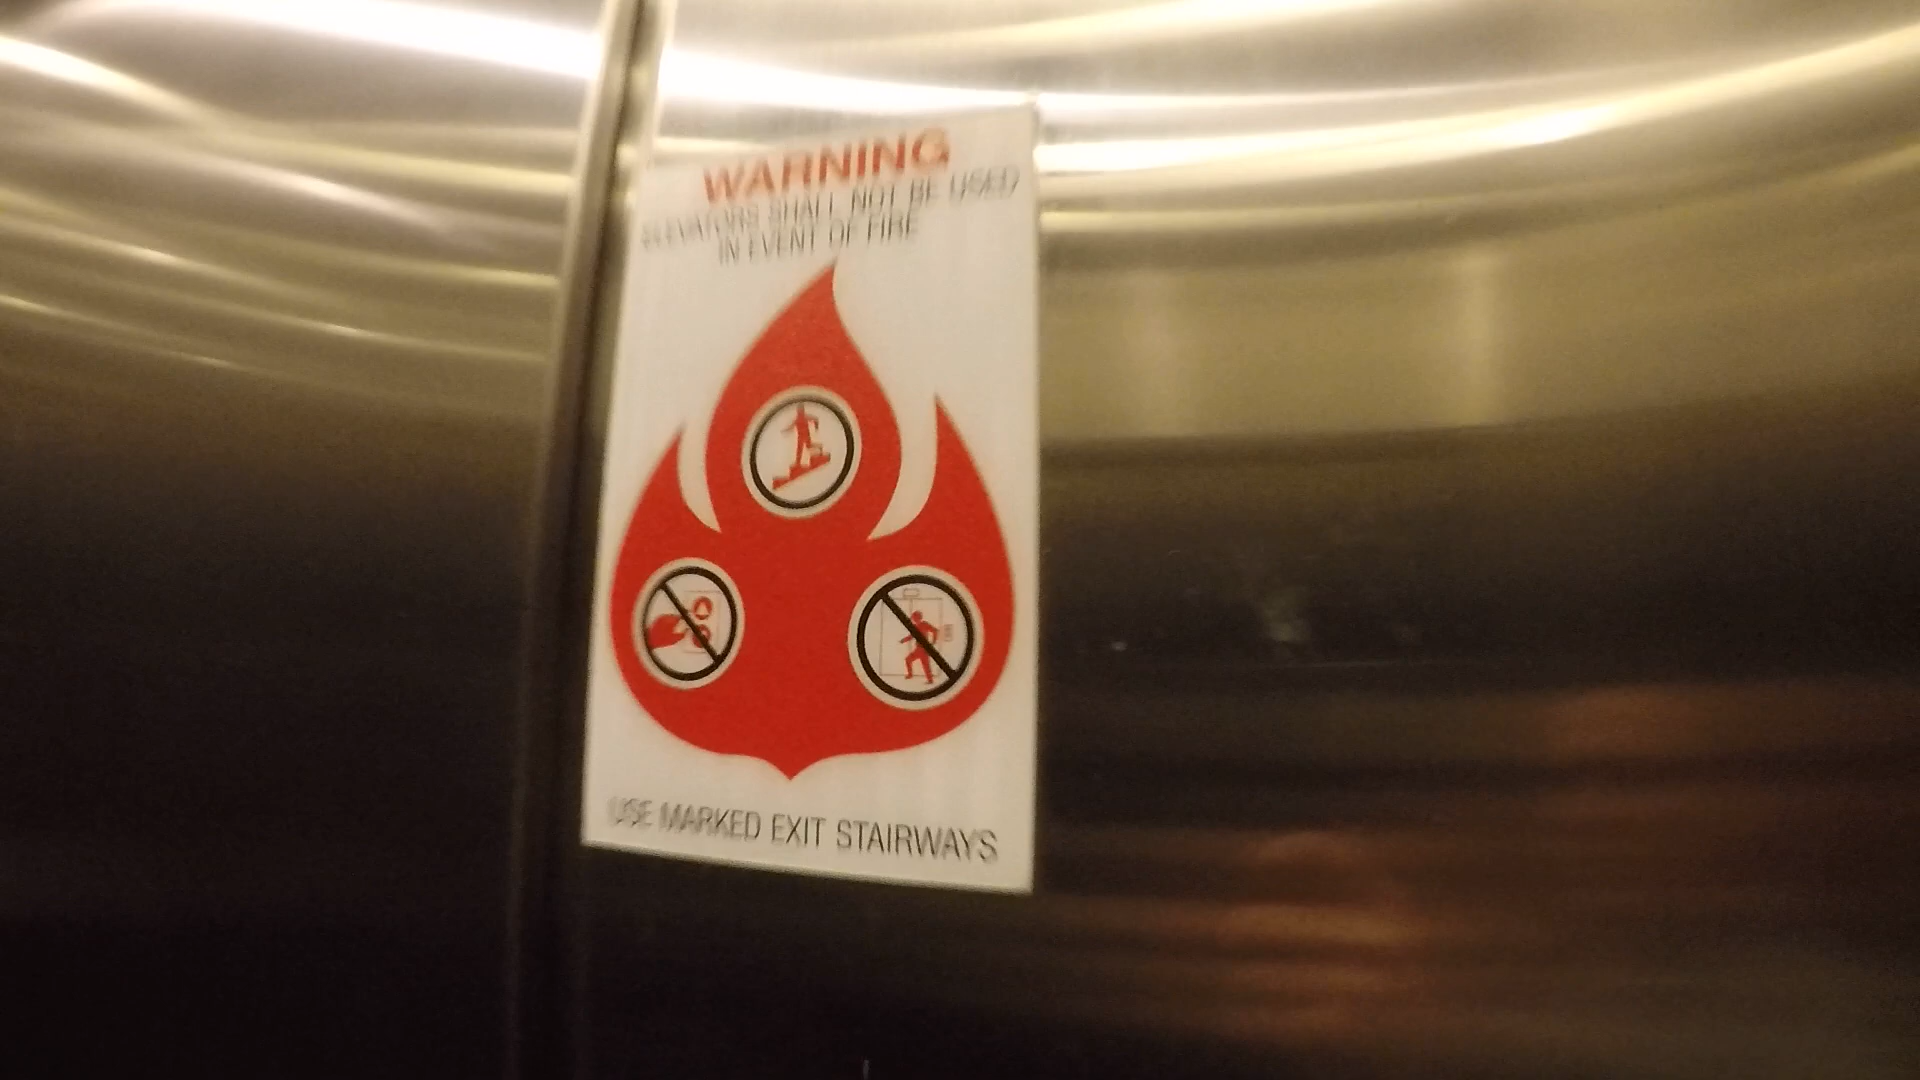 WARNING
ELEVATORS SHALL NOT BE USED
IN EVENT OF FIRE
USE MARKED EXIT STAIRWAYS